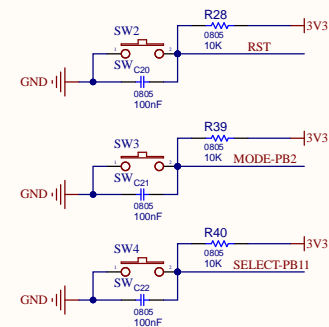 R28
3V3
0805
10K
RST
SW2
SW
C20
GND
0805
100nF
R39
3V3
0805
10K
MODE-PB2
SW3
SW
C21
GND
0805
100nF
R40
3V3
0805
10K
SELECT-PB11
SW4
SW
C22
GND
0805
100nF